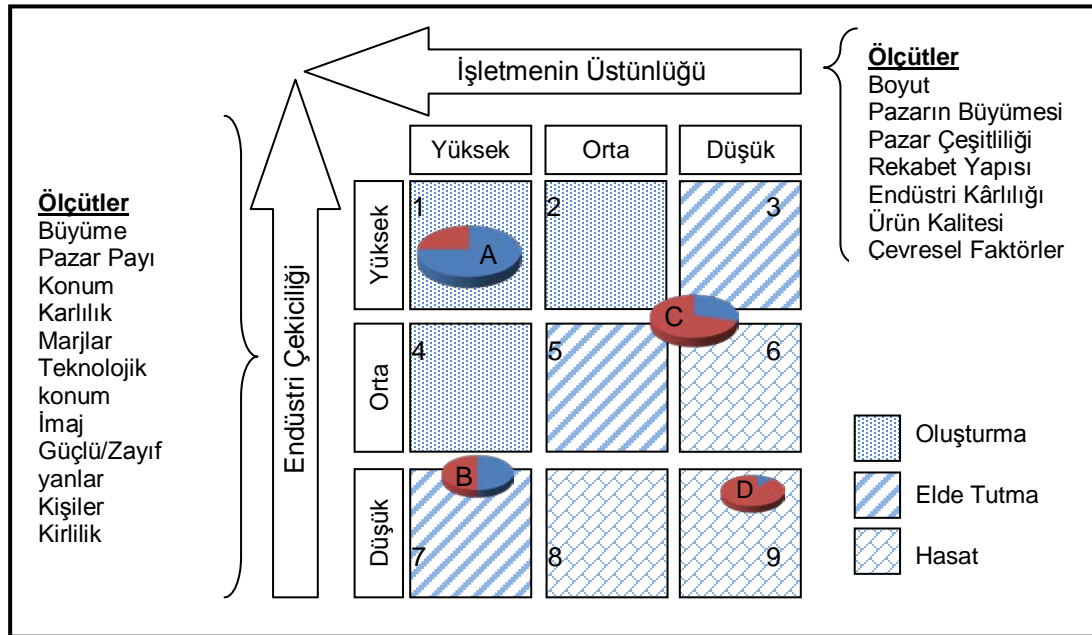 İşletmenin Üstünlüğü
Ölçütler
Boyut
Pazarın Büyümesi
Pazar Çeşitliliği
Rekabet Yapısı
Endüstri Kârlılığı
Ürün Kalitesi
Çevresel Faktörler
Yüksek Orta Düşük
Ölçütler
Büyüme
Pazar Payı
Konum
Karlılık
Marjlar
Teknolojik
konum
İmaj
Güçlü/Zayıf
yanlar
Kişiler
Kirlilik
Endüstri Çekiciliği
Yüksek
1 2 3
A
C
Orta
4 5 6
Düşük
B
D
7 8 9
Oluşturma
Elde Tutma
Hasat